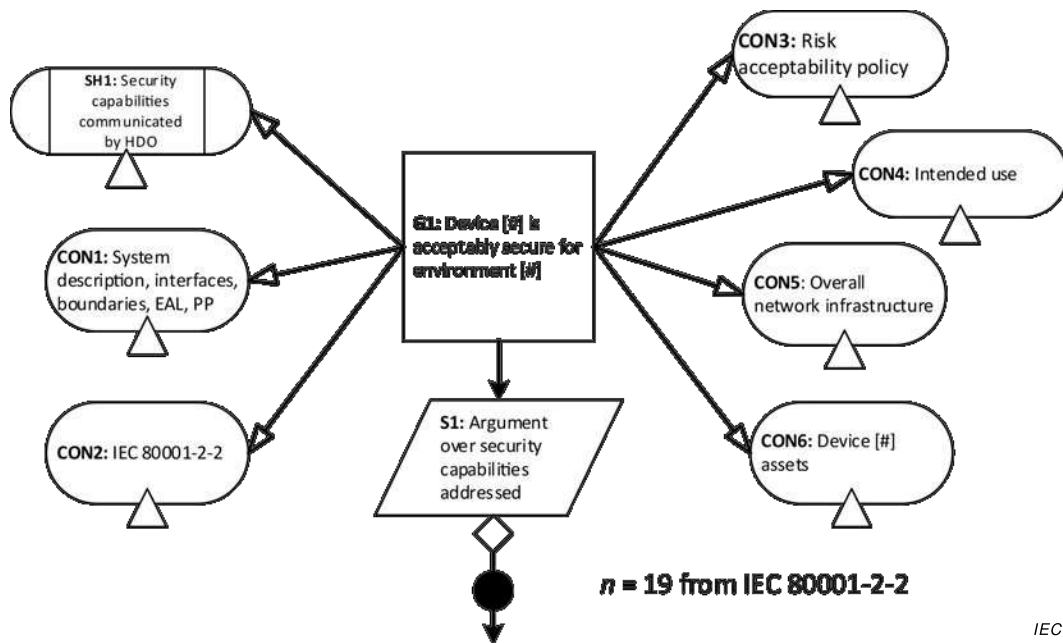 SH1: Security
capabilities
communicated
by HDO
CON1: System
description, interfaces,
boundaries, EAL, PP
CON2: IEC 80001-2-2
G1: Device [#] is
acceptably secure for
environment [#]
S1: Argument
over security
capabilities
addressed
CON3: Risk
acceptability policy
CON4: Intended use
CON5: Overall
network infrastructure
CON6: Device [#]
assets
n = 19 from IEC 80001-2-2
IEC